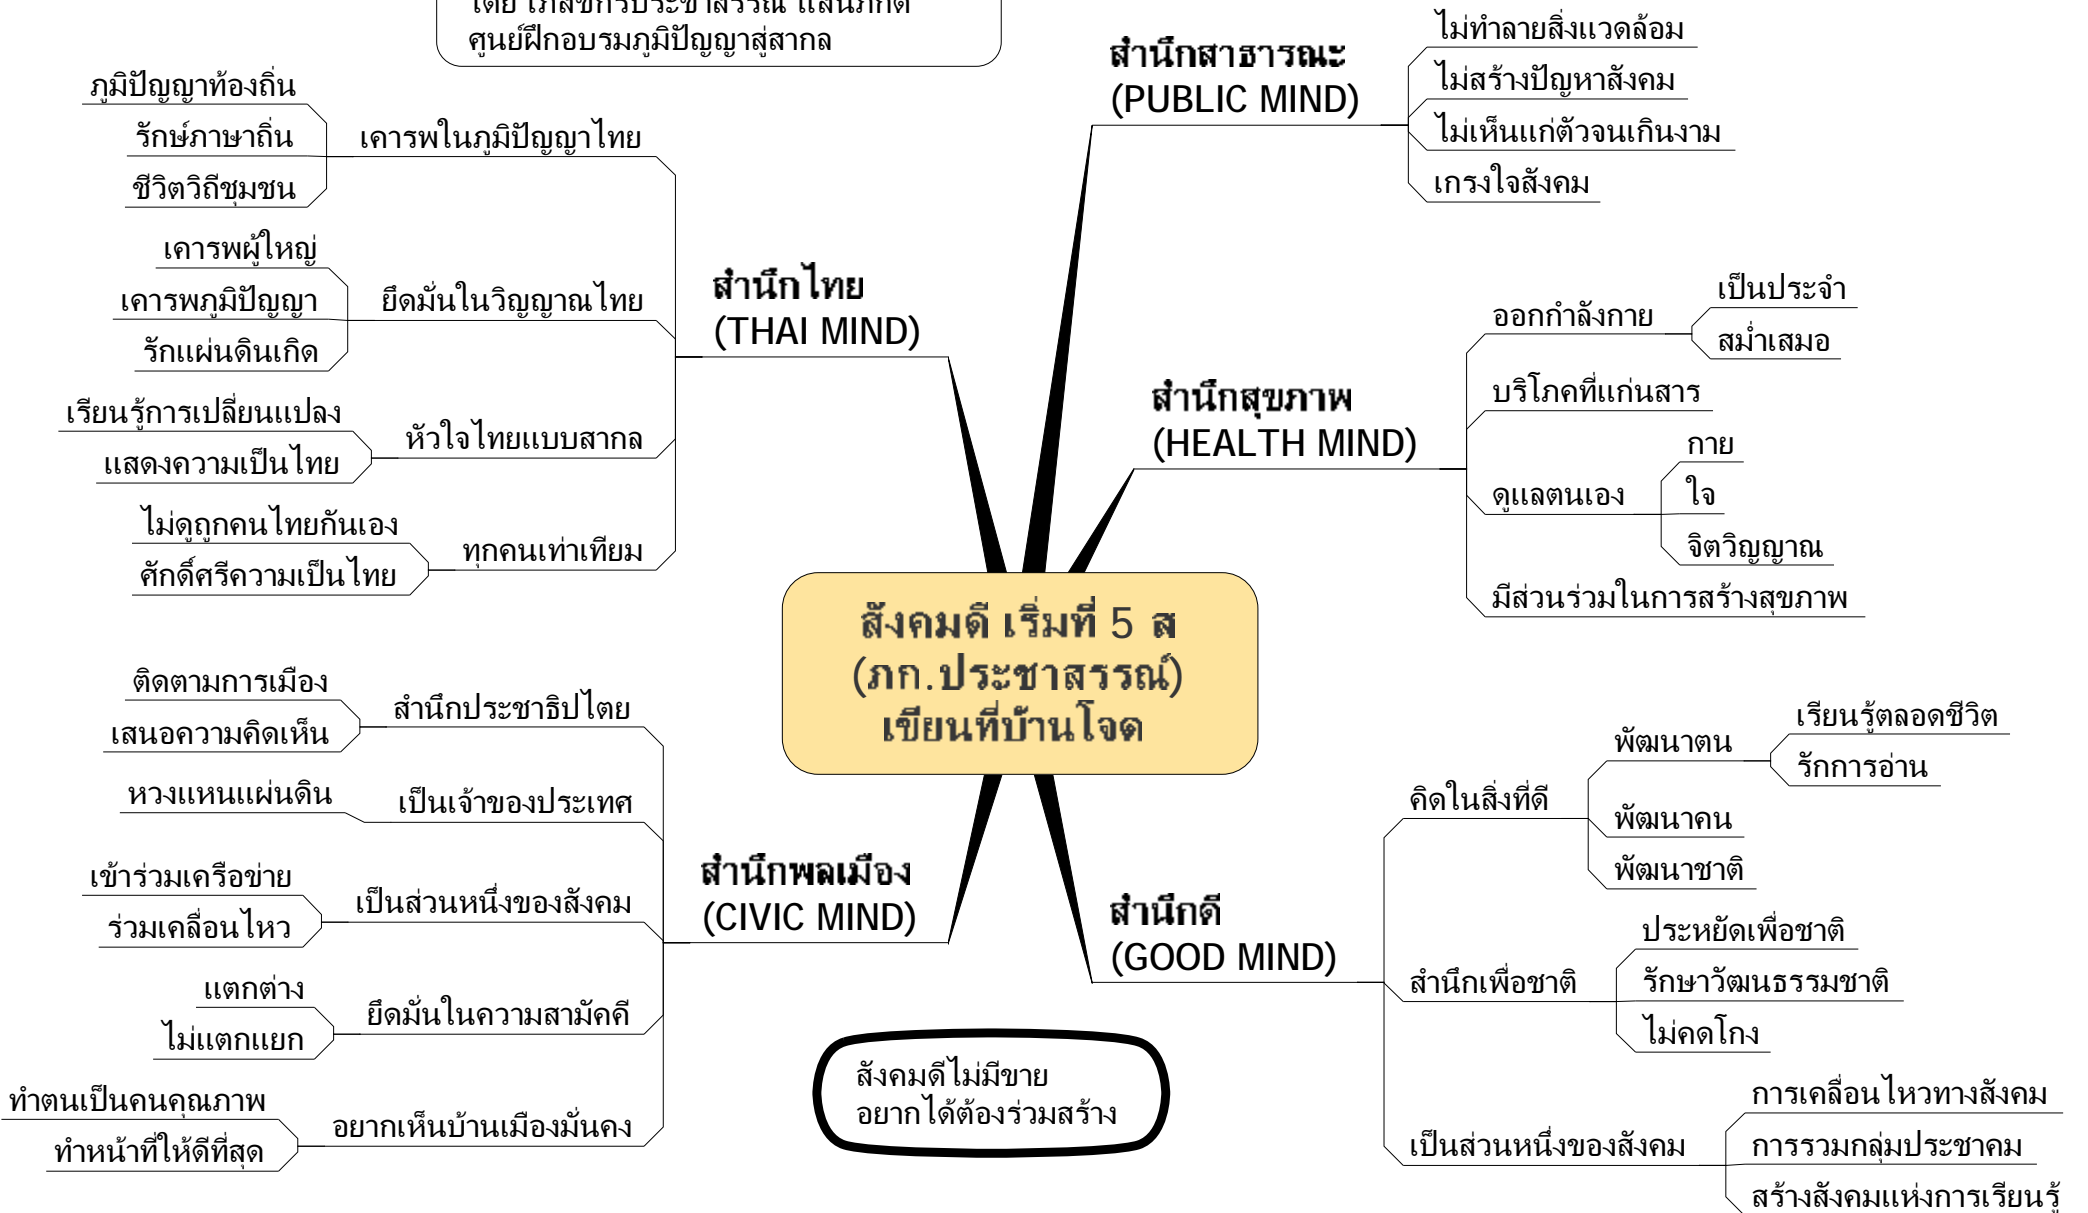 โดย เภสัชกรประชาสรรณ์ แสนภักดี
ศูนย์ฝึกอบรมภูมิปัญญาสู่สากล
สำนึกสาธารณะ
(PUBLIC MIND)
ไม่ทำลายสิ่งแวดล้อม
ไม่สร้างปัญหาสังคม
ไม่เห็นแก่ตัวจนเกินงาม
เกรงใจสังคม
สำนึกไทย
(THAI MIND)
เคารพในภูมิปัญญาไทย
ภูมิปัญญาท้องถิ่น
รักษ์ภาษาถิ่น
ชีวิตวิถีชุมชน
ยึดมั่นในวิญญาณไทย
เคารพผู้ใหญ่
เคารพภูมิปัญญา
รักแผ่นดินเกิด
หัวใจไทยแบบสากล
เรียนรู้การเปลี่ยนแปลง
แสดงความเป็นไทย
ทุกคนเท่าเทียม
ไม่ดูถูกคนไทยกันเอง
ศักดิ์ศรีความเป็นไทย
สำนึกสุขภาพ
(HEALTH MIND)
ออกกำลังกาย
เป็นประจำ
สม่ำเสมอ
บริโภคที่แก่นสาร
ดูแลตนเอง
กาย
ใจ
จิตวิญญาณ
มีส่วนร่วมในการสร้างสุขภาพ
สังคมดี เริ่มที่ 5 ส
(ภก.ประชาสรรณ์)
เขียนที่บ้านโจด
สำนึกพลเมือง
(CIVIC MIND)
สำนึกประชาธิปไตย
ติดตามการเมือง
เสนอความคิดเห็น
เป็นเจ้าของประเทศ
หวงแหนแผ่นดิน
เป็นส่วนหนึ่งของสังคม
เข้าร่วมเครือข่าย
ร่วมเคลื่อนไหว
ยึดมั่นในความสามัคคี
แตกต่าง
ไม่แตกแยก
อยากเห็นบ้านเมืองมั่นคง
ทำตนเป็นคนคุณภาพ
ทำหน้าที่ให้ดีที่สุด
สำนึกดี
(GOOD MIND)
คิดในสิ่งที่ดี
พัฒนาตน
เรียนรู้ตลอดชีวิต
รักการอ่าน
พัฒนาคน
พัฒนาชาติ
สำนึกเพื่อชาติ
ประหยัดเพื่อชาติ
รักษาวัฒนธรรมชาติ
ไม่คดโกง
เป็นส่วนหนึ่งของสังคม
การเคลื่อนไหวทางสังคม
การรวมกลุ่มประชาคม
สร้างสังคมแห่งการเรียนรู้
สังคมดีไม่มีขาย
อยากได้ต้องร่วมสร้าง